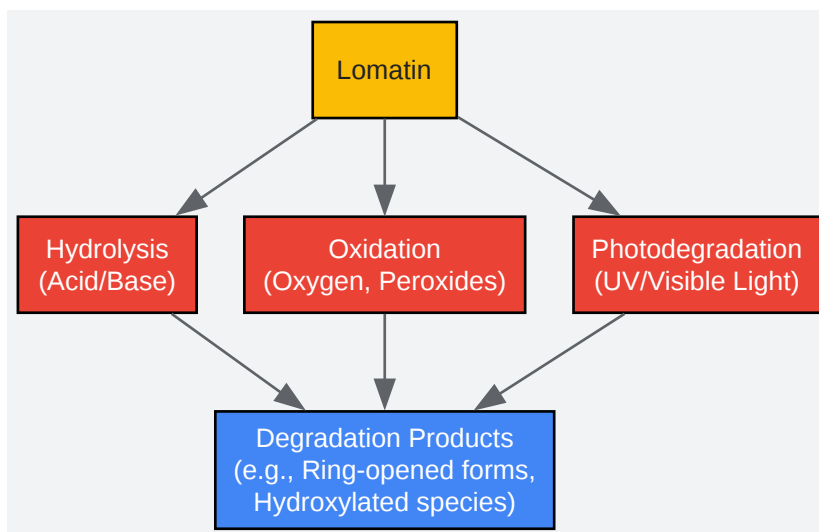 Lomatin
Hydrolysis
(Acid/Base)
Oxidation
(Oxygen, Peroxides)
Photodegradation
(UV/Visible Light)
Degradation Products
(e.g., Ring-opened forms,
Hydroxylated species)